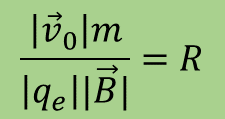 |v⃗₀|m / |qₑ||B⃗| = R